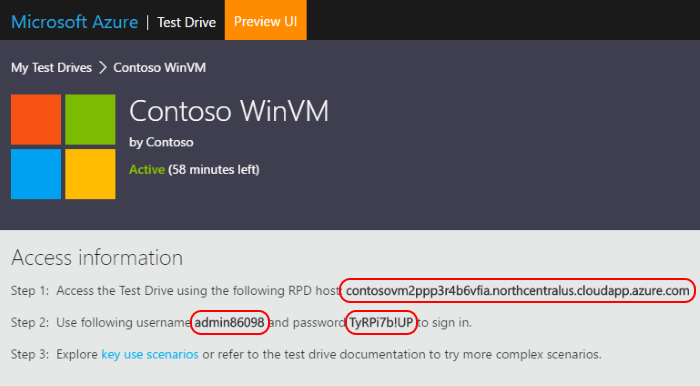 Microsoft Azure | Test Drive Preview UI
My Test Drives > Contoso WinVM
Contoso WinVM
by Contoso
Active (58 minutes left)
Access information
Step 1: Access the Test Drive using the following RPD host contosovm2ppp3r4b6vfia.northcentralus.cloudapp.azure.com
Step 2: Use following username admin86098 and password TyRPi7b!UP to sign in.
Step 3: Explore key use scenarios or refer to the test drive documentation to try more complex scenarios.